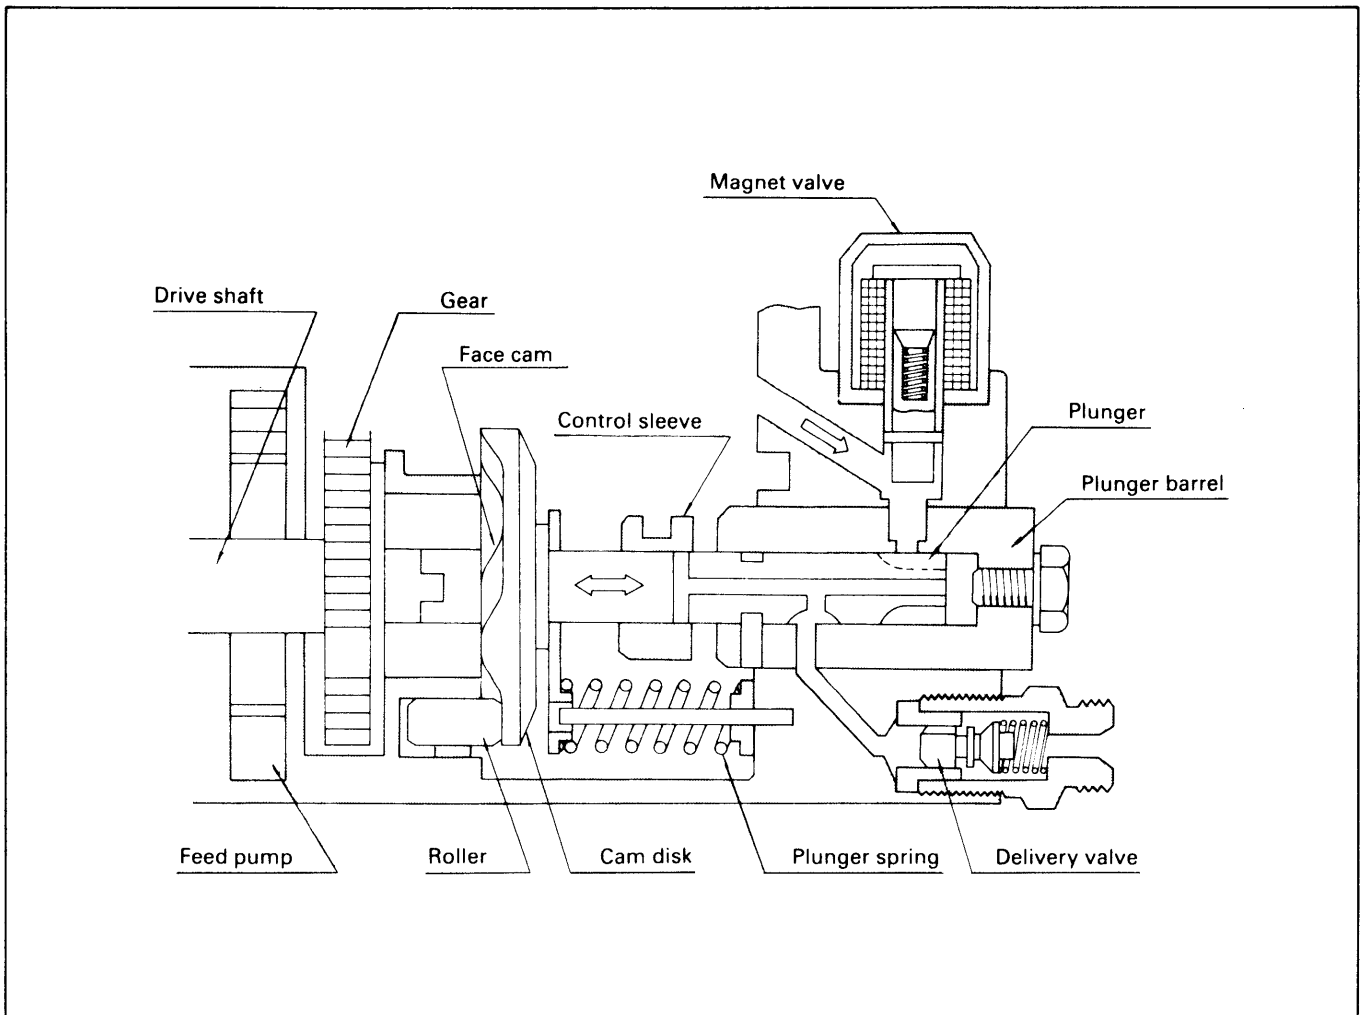 Magnet valve
Drive shaft
Gear
Face cam
Control sleeve
Plunger
Plunger barrel
Feed pump
Roller
Cam disk
Plunger spring
Delivery valve